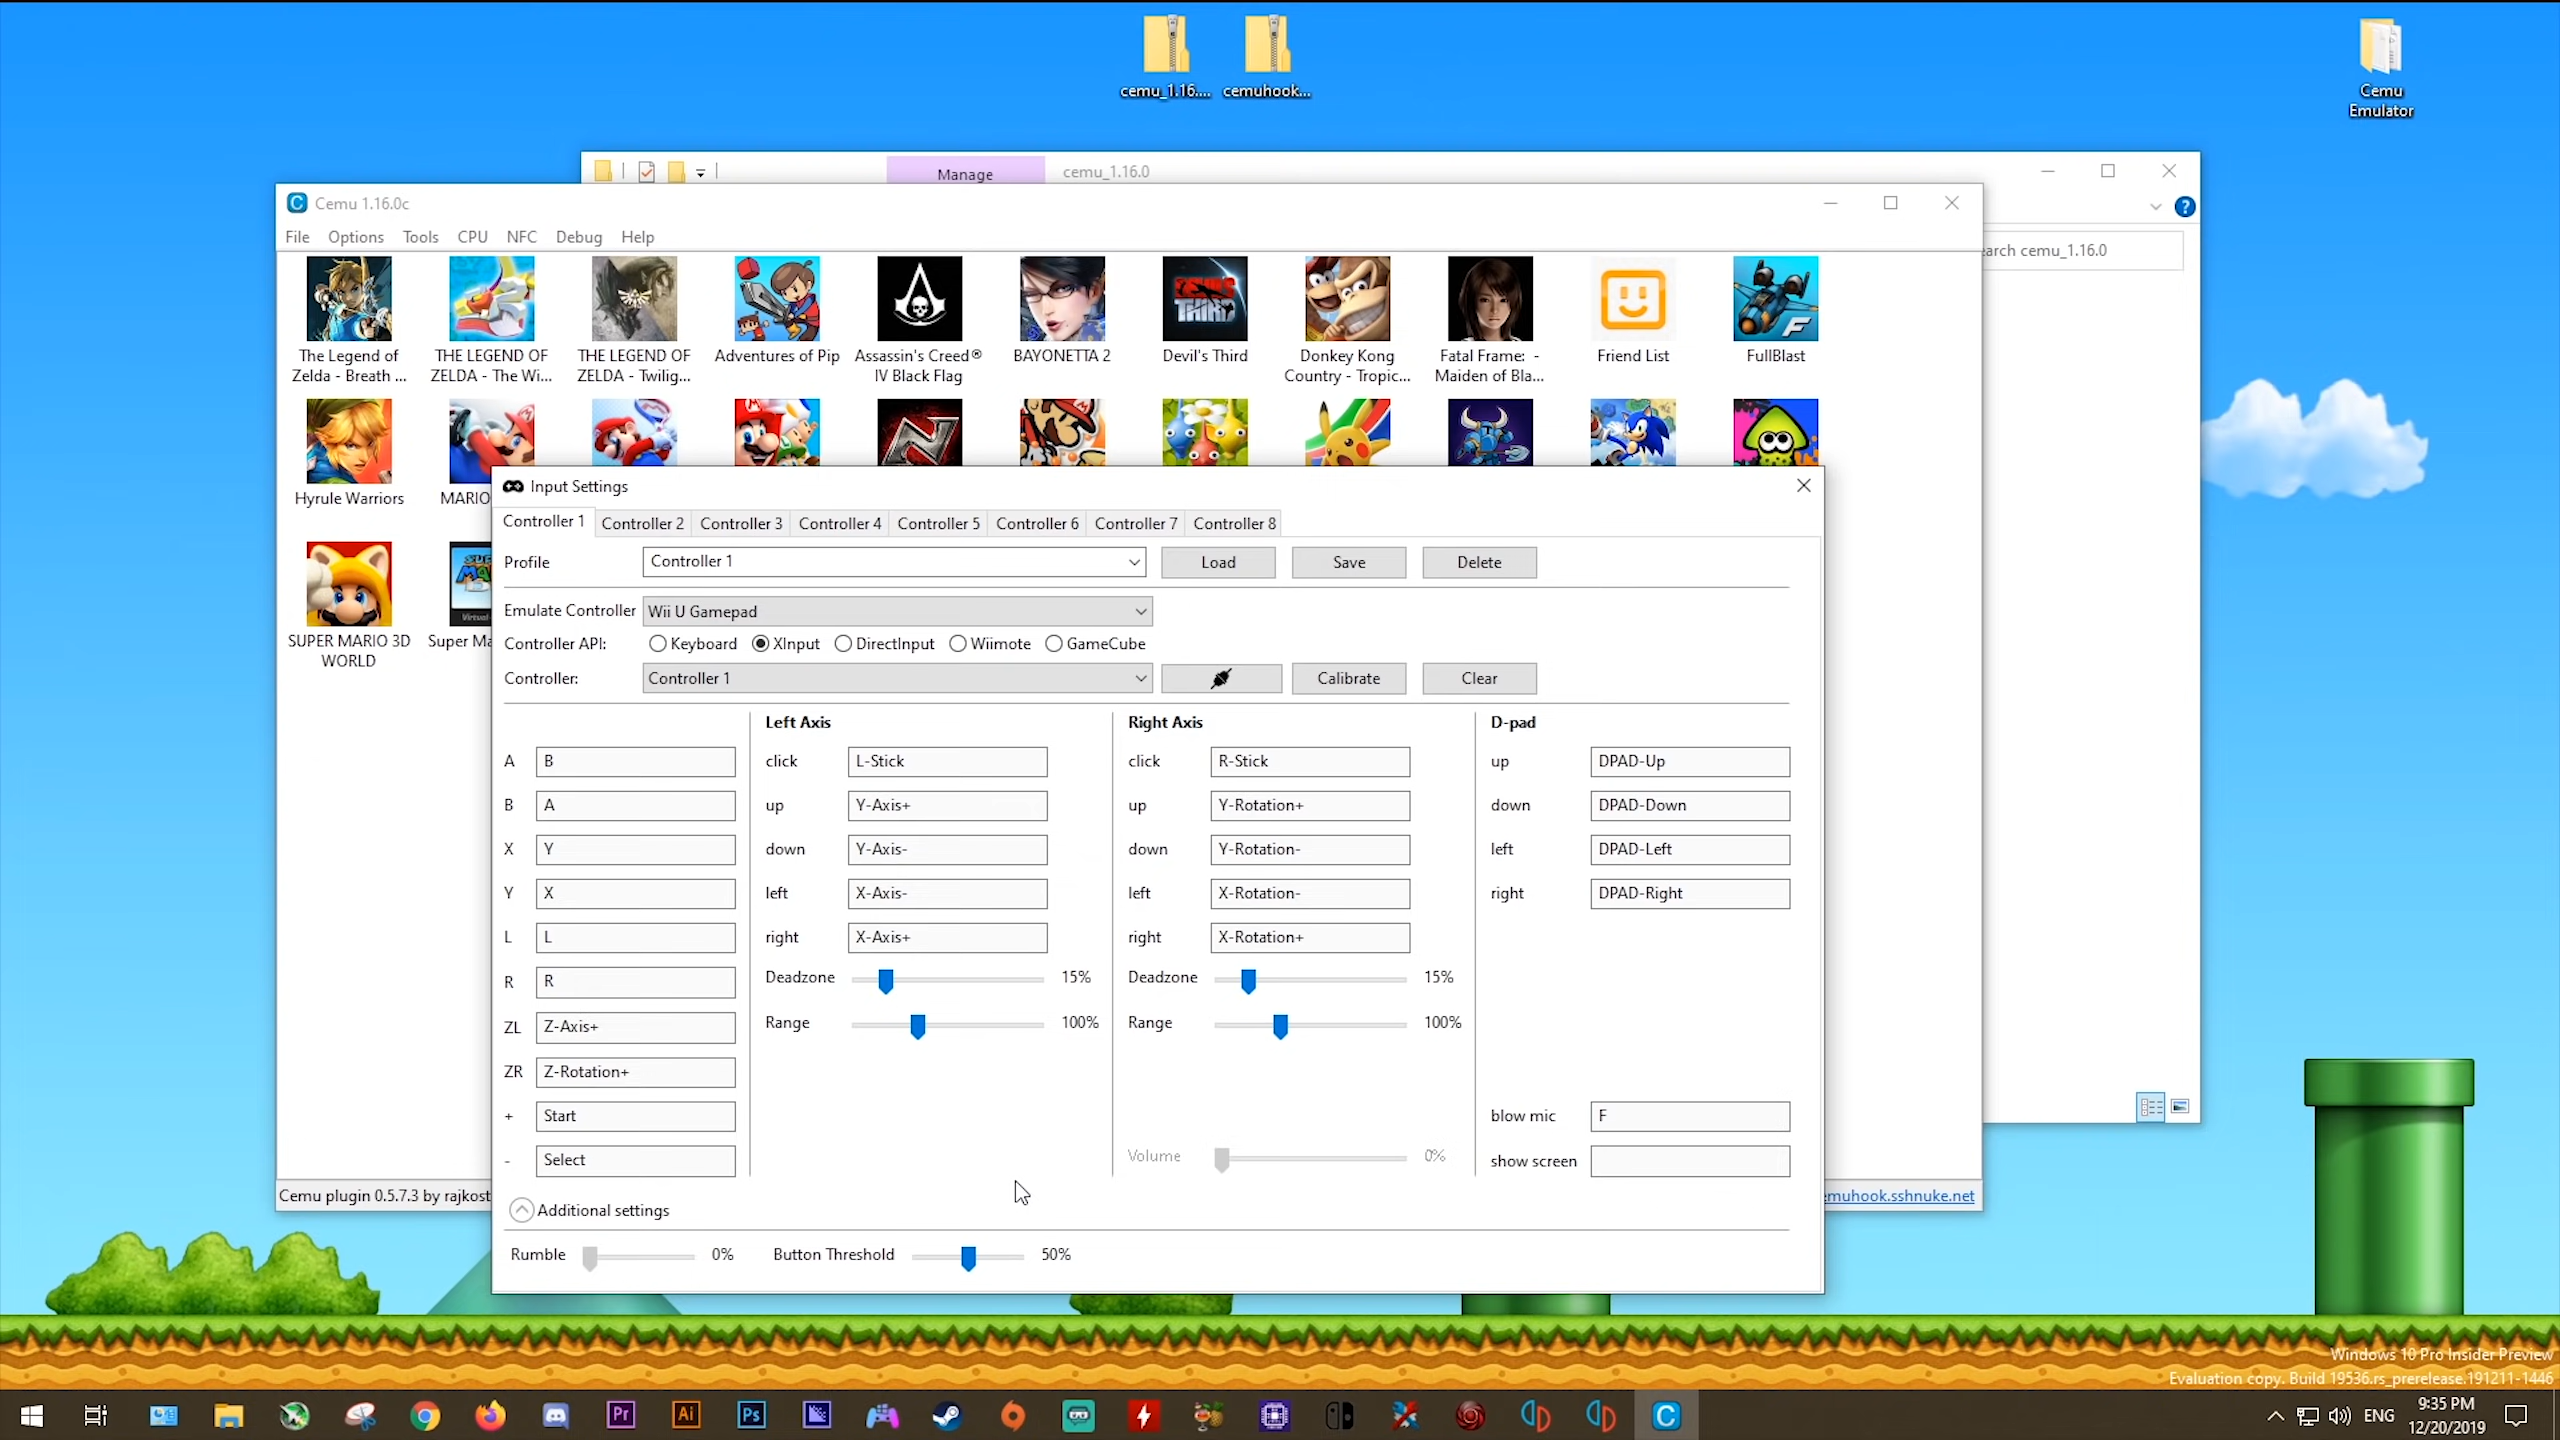 cemu_1.16....
cemuhook...
Cemu
Emulator
Manage
cemu_1.16.0
Cemu 1.16.0c
File Options Tools CPU NFC Debug Help
arch cemu_1.16.0
The Legend of
Zelda - Breath ...
THE LEGEND OF
ZELDA - The Wi...
THE LEGEND OF
ZELDA - Twilig...
Adventures of Pip
Assassin's Creed®
IV Black Flag
BAYONETTA 2
Devil's Third
Donkey Kong
Country - Tropic...
Fatal Frame:  -
Maiden of Bla...
Friend List
FullBlast
Hyrule Warriors
MARIO
SUPER MARIO 3D
WORLD
Super Ma
Input Settings
Controller 1 Controller 2 Controller 3 Controller 4 Controller 5 Controller 6 Controller 7 Controller 8
Profile Controller 1 Load Save Delete
Emulate Controller Wii U Gamepad
Controller API: Keyboard XInput DirectInput Wiimote GameCube
Controller: Controller 1 Calibrate Clear
Left Axis Right Axis D-pad
A B click L-Stick click R-Stick up DPAD-Up
B A up Y-Axis+ up Y-Rotation+ down DPAD-Down
X Y down Y-Axis- down Y-Rotation- left DPAD-Left
Y X left X-Axis- left X-Rotation- right DPAD-Right
L L right X-Axis+ right X-Rotation+
R R Deadzone 15% Deadzone 15%
ZL Z-Axis+ Range 100% Range 100%
ZR Z-Rotation+
+ Start blow mic F
- Select Volume 0% show screen
Additional settings
Rumble 0% Button Threshold 50%
Cemu plugin 0.5.7.3 by rajkost
emuhook.sshnuke.net
Windows 10 Pro Insider Preview
Evaluation copy. Build 19536.rs_prerelease.191211-1446
Pr Ai Ps
ENG
9:35 PM
12/20/2019